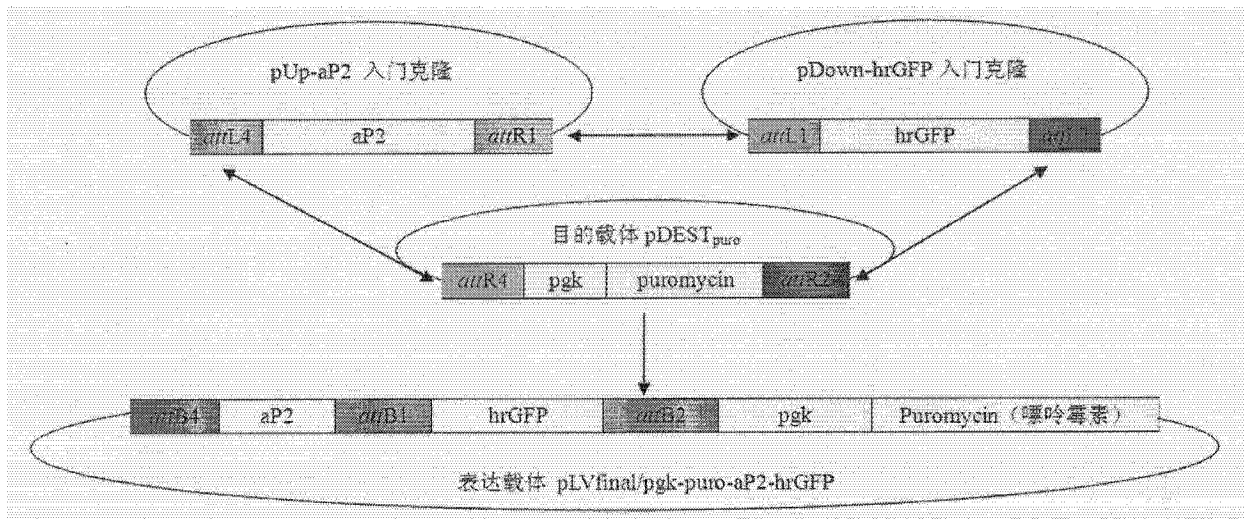 pUp-aP2 入门克隆
pDown-hrGFP 入门克隆
attL4 aP2 attR1
attL1 hrGFP
目的载体 pDESTpuro
attR4 pgk puromycin attR2
attB4 aP2 attB1 hrGFP attB2 pgk Puromycin（嘌呤霉素）
表达载体 pLVfinal/pgk-puro-aP2-hrGFP